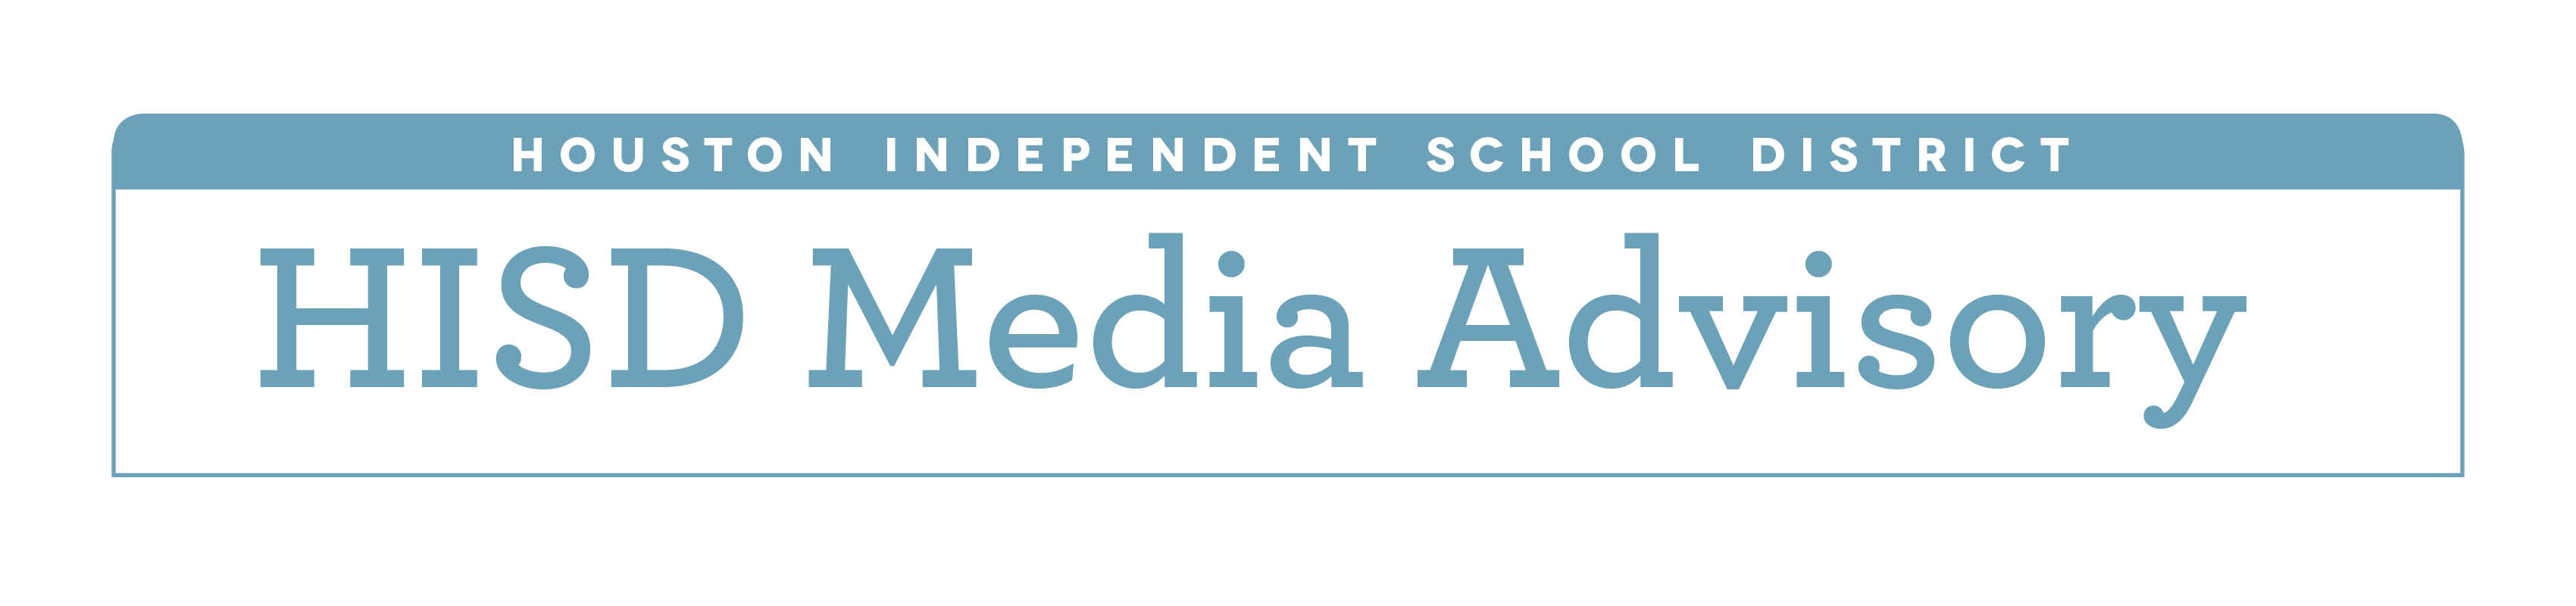 HOUSTON INDEPENDENT SCHOOL DISTRICT
HISD Media Advisory